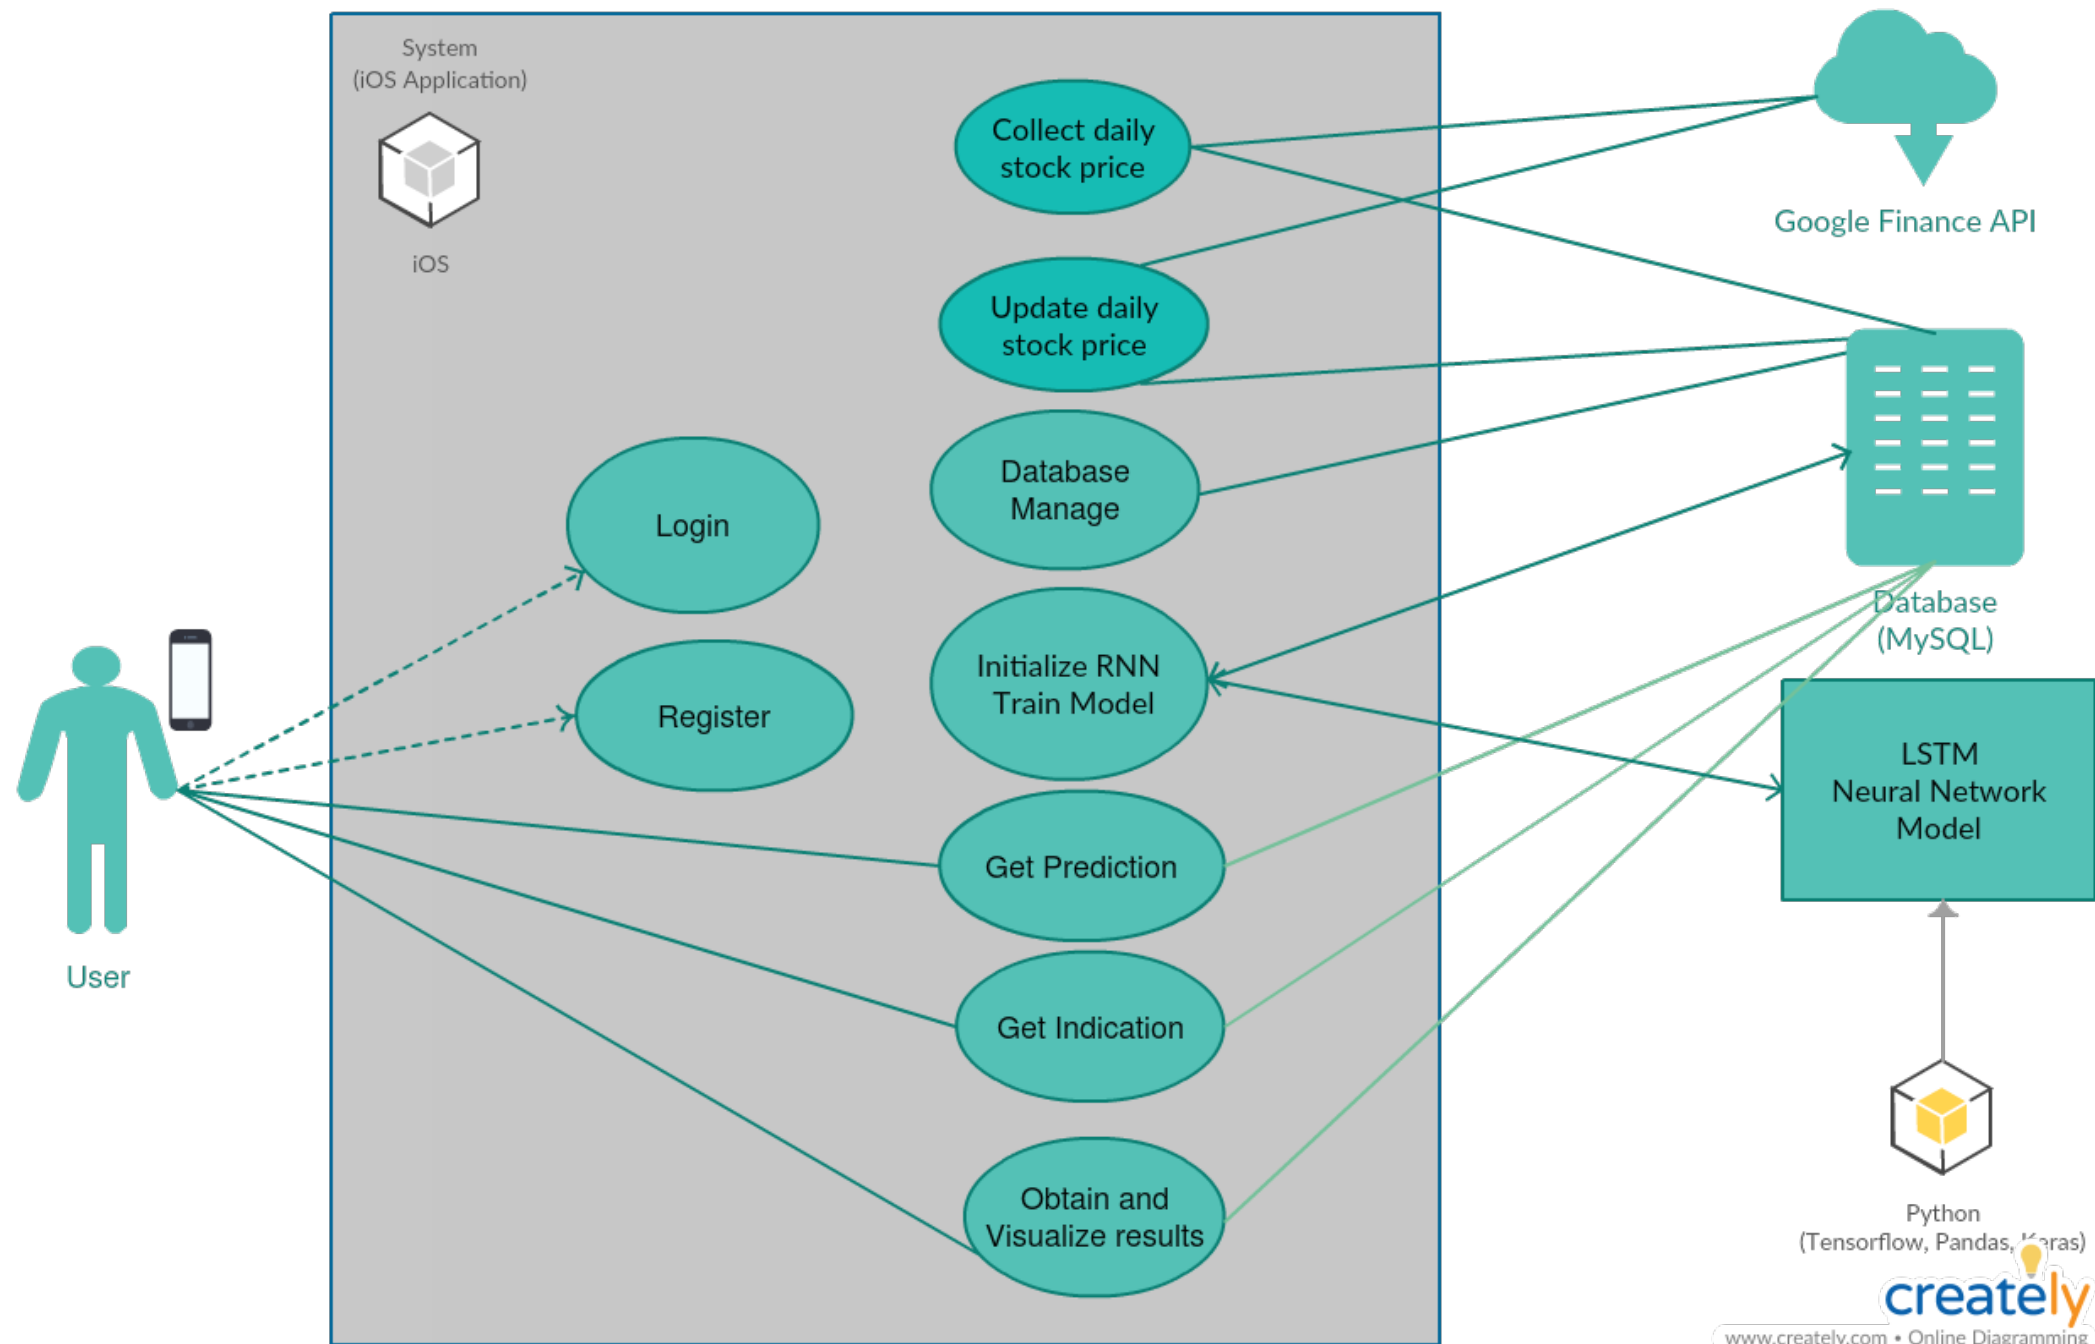 System
(iOS Application)
iOS
Collect daily
stock price
Update daily
stock price
Database
Manage
Login
Register
Initialize RNN
Train Model
Get Prediction
Get Indication
Obtain and
Visualize results
User
Google Finance API
Database
(MySQL)
LSTM
Neural Network
Model
Python
(Tensorflow, Pandas, Keras)
creately
www.creately.com • Online Diagramming